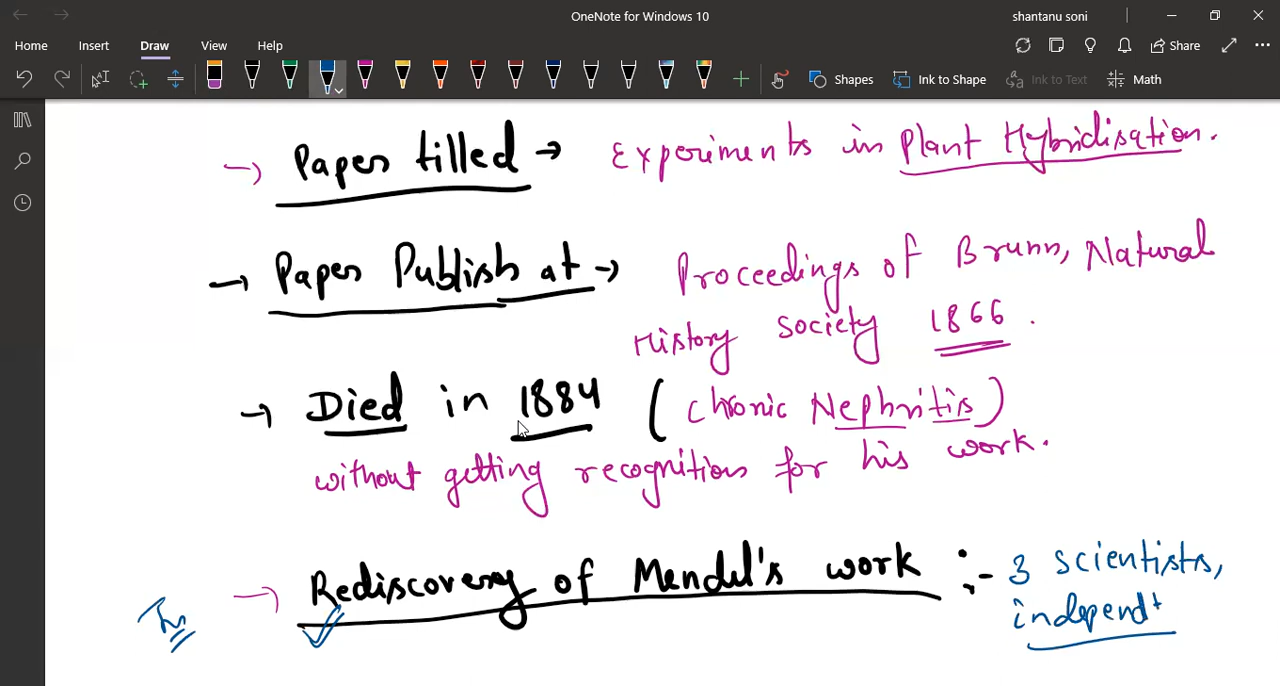 OneNote for Windows 10
shantanu soni
Home Insert Draw View Help
Share
Shapes Ink to Shape Ink to Text Math
→ Paper tilled → Experiments in Plant Hybridisation.
→ Paper Publish at → Proceedings of Brunn, Natural
History Society 1866.
→ Died in 1884 (Chronic Nephritis)
without getting recognition for his work.
→ Rediscovery of Mendel's work :- 3 scientists,
independt